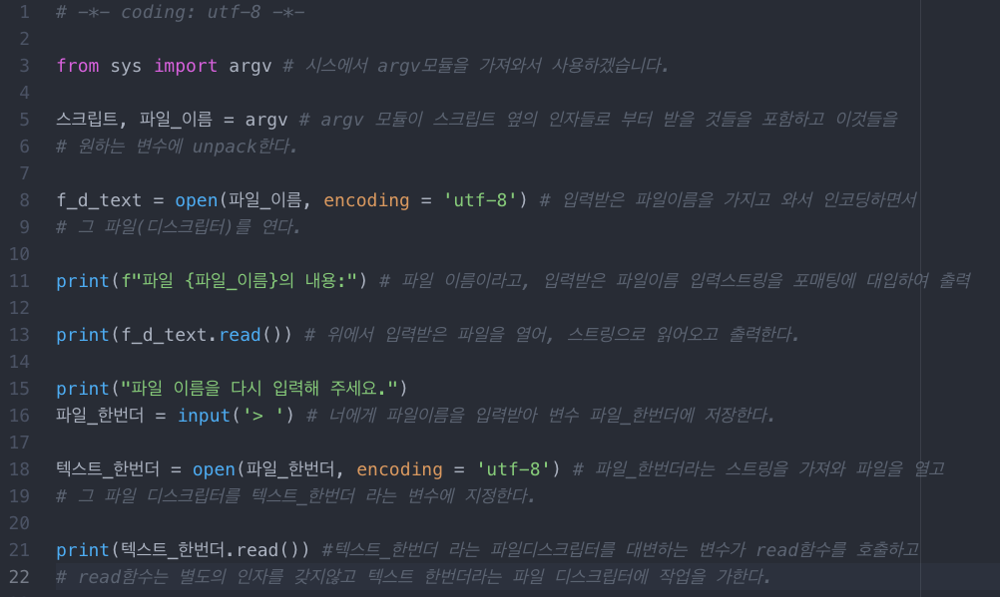 1 # -*- coding: utf-8 -*-
2
3 from sys import argv # 시스에서 argv모듈을 가져와서 사용하겠습니다.
4
5 스크립트, 파일_이름 = argv # argv 모듈이 스크립트 옆의 인자들로 부터 받을 것들을 포함하고 이것들을
6 # 원하는 변수에 unpack한다.
7
8 f_d_text = open(파일_이름, encoding = 'utf-8') # 입력받은 파일이름을 가지고 와서 인코딩하면서
9 # 그 파일(디스크립터)를 연다.
10
11 print(f"파일 {파일_이름}의 내용:") # 파일 이름이라고, 입력받은 파일이름 입력스트링을 포매팅에 대입하여 출력
12
13 print(f_d_text.read()) # 위에서 입력받은 파일을 열어, 스트링으로 읽어오고 출력한다.
14
15 print("파일 이름을 다시 입력해 주세요.")
16 파일_한번더 = input('> ') # 너에게 파일이름을 입력받아 변수 파일_한번더에 저장한다.
17
18 텍스트_한번더 = open(파일_한번더, encoding = 'utf-8') # 파일_한번더라는 스트링을 가져와 파일을 열고
19 # 그 파일 디스크립터를 텍스트_한번더 라는 변수에 지정한다.
20
21 print(텍스트_한번더.read()) #텍스트_한번더 라는 파일디스크립터를 대변하는 변수가 read함수를 호출하고
22 # read함수는 별도의 인자를 갖지않고 텍스트 한번더라는 파일 디스크립터에 작업을 가한다.